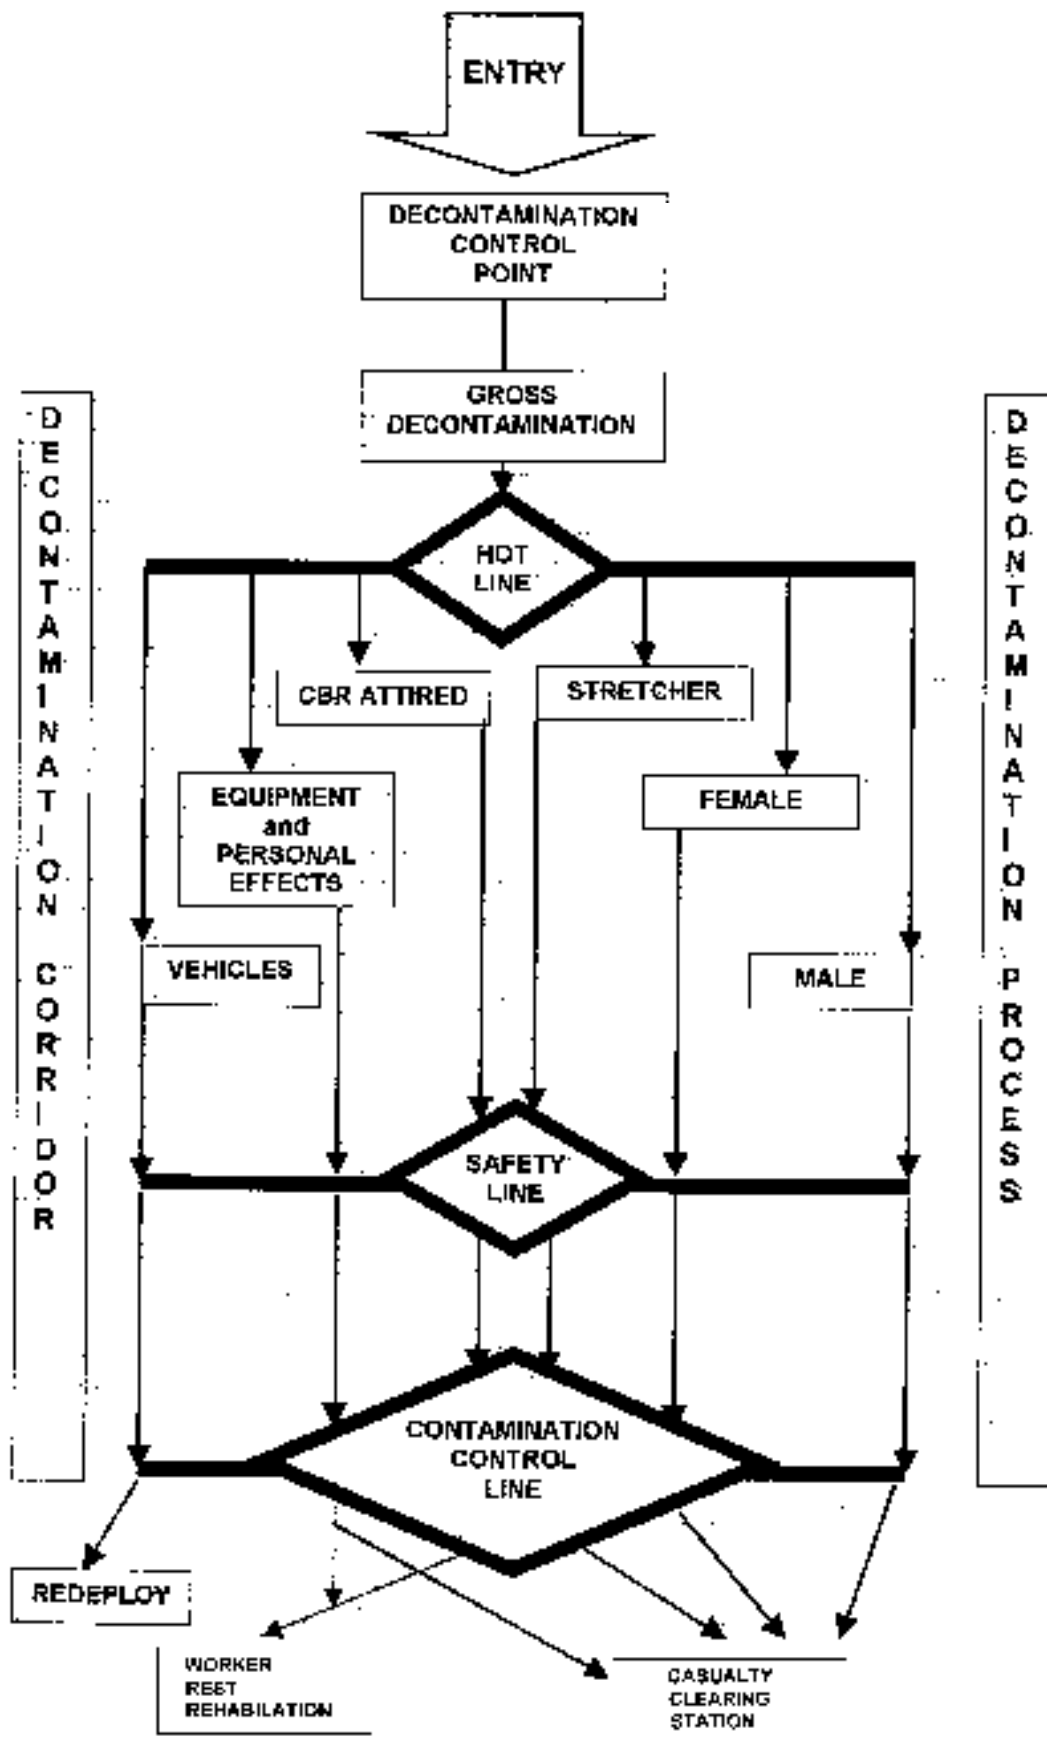 ENTRY
DECONTAMINATION
CONTROL
POINT
GROSS
DECONTAMINATION
DECONTAMINATION CORRIDOR
DECONTAMINATION PROCESS
HOT
LINE
CBR ATTIRED
STRETCHER
EQUIPMENT
and
PERSONAL
EFFECTS
FEMALE
VEHICLES
MALE
SAFETY
LINE
CONTAMINATION
CONTROL
LINE
REDEPLOY
WORKER
REST
REHABILATION
CASUALTY
CLEARING
STATION